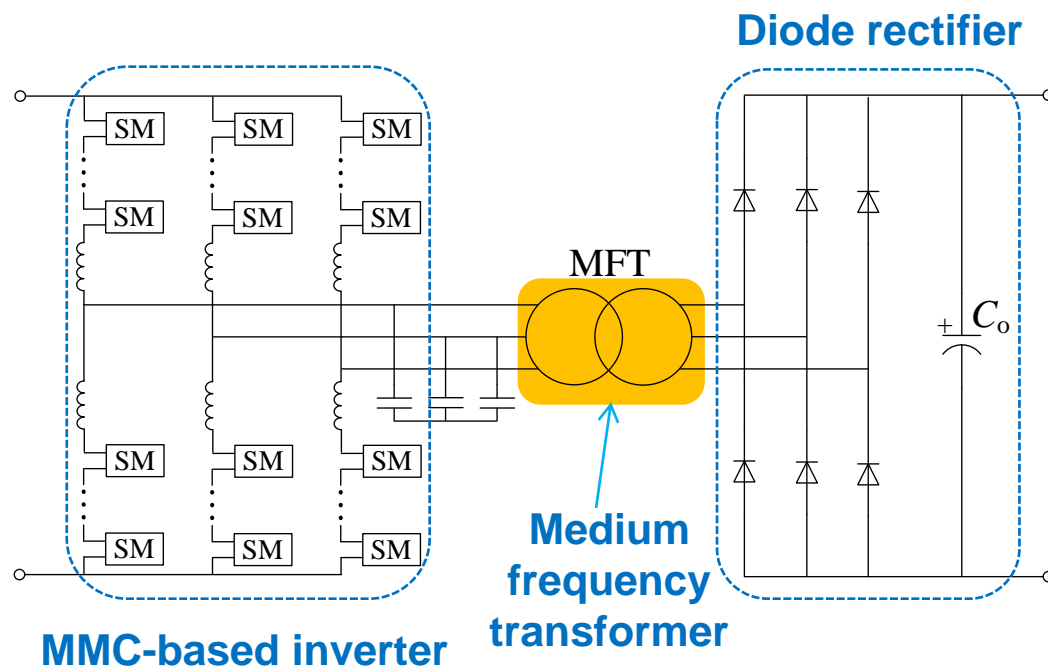 Diode rectifier
SM SM SM
SM SM SM
MFT
+ Co
SM SM SM
SM SM SM
Medium
frequency
transformer
MMC-based inverter